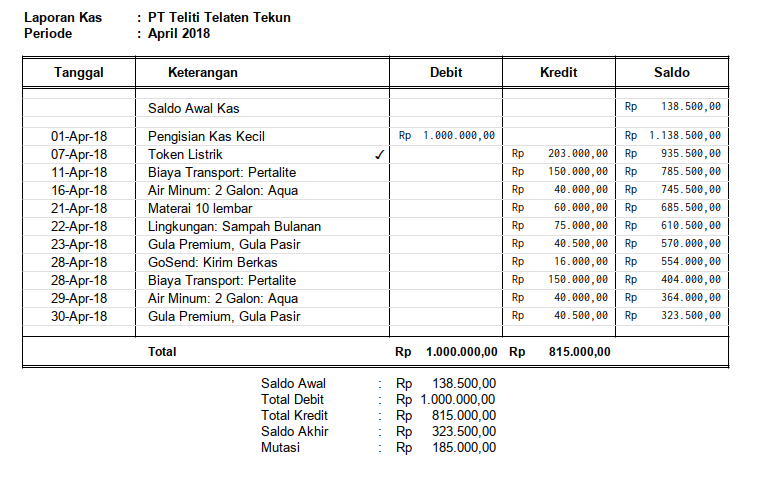 Laporan Kas : PT Teliti Telaten Tekun
Periode : April 2018
Tanggal Keterangan Debit Kredit Saldo
Saldo Awal Kas Rp 138.500,00
01-Apr-18 Pengisian Kas Kecil Rp 1.000.000,00 Rp 1.138.500,00
07-Apr-18 Token Listrik ✓ Rp 203.000,00 Rp 935.500,00
11-Apr-18 Biaya Transport: Pertalite Rp 150.000,00 Rp 785.500,00
16-Apr-18 Air Minum: 2 Galon: Aqua Rp 40.000,00 Rp 745.500,00
21-Apr-18 Materai 10 lembar Rp 60.000,00 Rp 685.500,00
22-Apr-18 Lingkungan: Sampah Bulanan Rp 75.000,00 Rp 610.500,00
23-Apr-18 Gula Premium, Gula Pasir Rp 40.500,00 Rp 570.000,00
28-Apr-18 GoSend: Kirim Berkas Rp 16.000,00 Rp 554.000,00
28-Apr-18 Biaya Transport: Pertalite Rp 150.000,00 Rp 404.000,00
29-Apr-18 Air Minum: 2 Galon: Aqua Rp 40.000,00 Rp 364.000,00
30-Apr-18 Gula Premium, Gula Pasir Rp 40.500,00 Rp 323.500,00
Total Rp 1.000.000,00 Rp 815.000,00
Saldo Awal : Rp 138.500,00
Total Debit : Rp 1.000.000,00
Total Kredit : Rp 815.000,00
Saldo Akhir : Rp 323.500,00
Mutasi : Rp 185.000,00